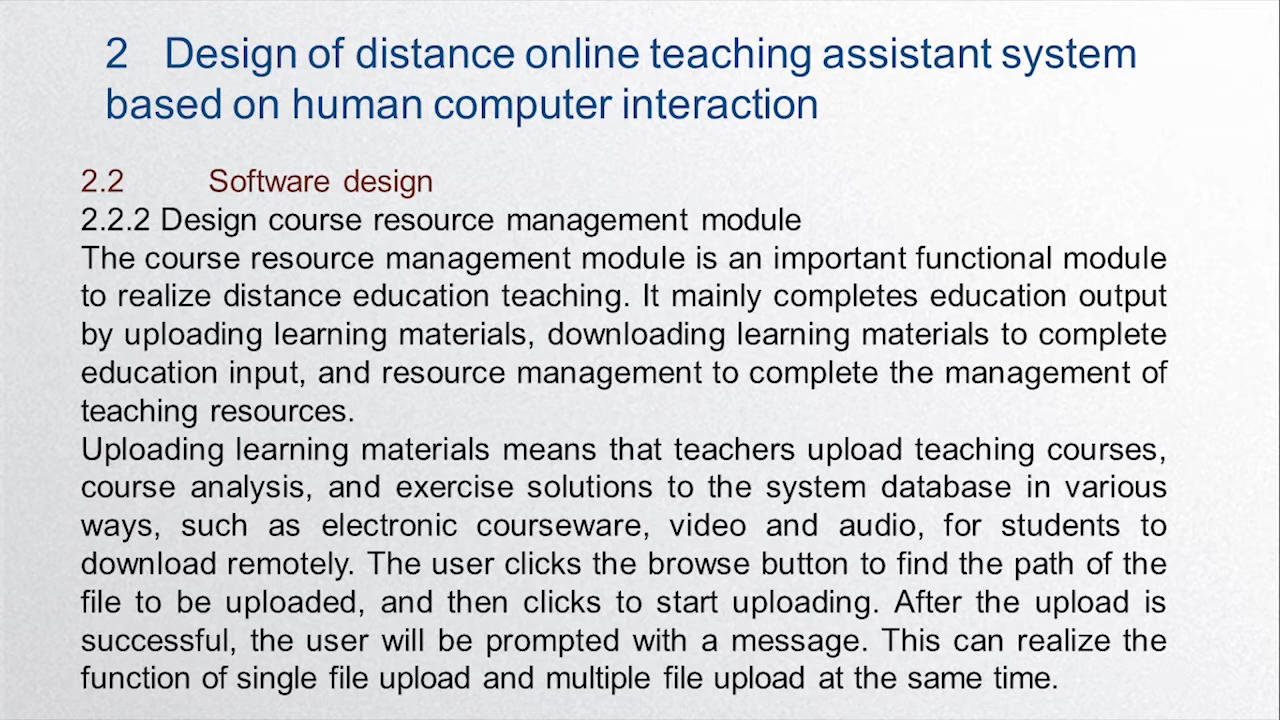 2 Design of distance online teaching assistant system
based on human computer interaction
2.2 Software design
2.2.2 Design course resource management module
The course resource management module is an important functional module
to realize distance education teaching. It mainly completes education output
by uploading learning materials, downloading learning materials to complete
education input, and resource management to complete the management of
teaching resources.
Uploading learning materials means that teachers upload teaching courses,
course analysis, and exercise solutions to the system database in various
ways, such as electronic courseware, video and audio, for students to
download remotely. The user clicks the browse button to find the path of the
file to be uploaded, and then clicks to start uploading. After the upload is
successful, the user will be prompted with a message. This can realize the
function of single file upload and multiple file upload at the same time.